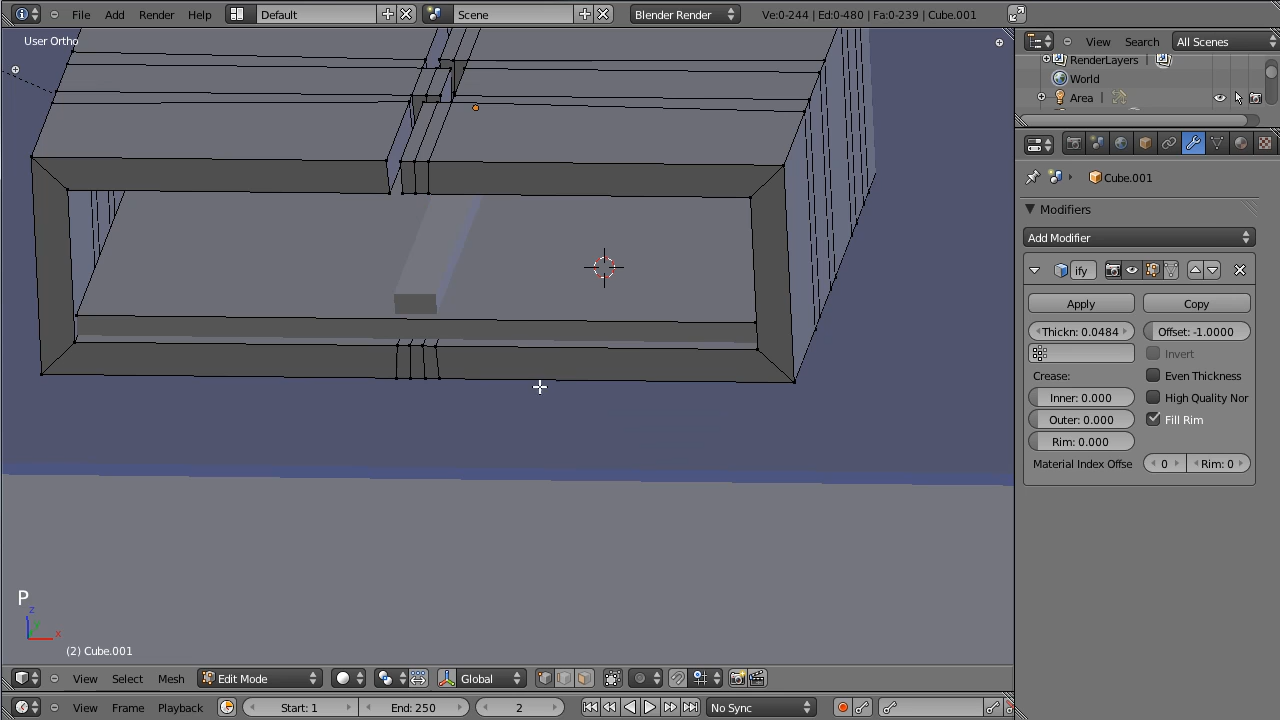 File Add Render Help Default Scene Blender Render Ve:0-244 | Ed:0-480 | Fa:0-239 | Cube.001
User Ortho
View Search All Scenes
RenderLayers
World
Area
Cube.001
Modifiers
Add Modifier
ify
Apply Copy
Thickn: 0.0484 Offset: -1.0000
Invert
Crease: Even Thickness
Inner: 0.000 High Quality Nor
Outer: 0.000 Fill Rim
Rim: 0.000
Material Index Offse 0 Rim: 0
P
z
y
x
(2) Cube.001
View Select Mesh Edit Mode Global
View Frame Playback Start: 1 End: 250 2 No Sync